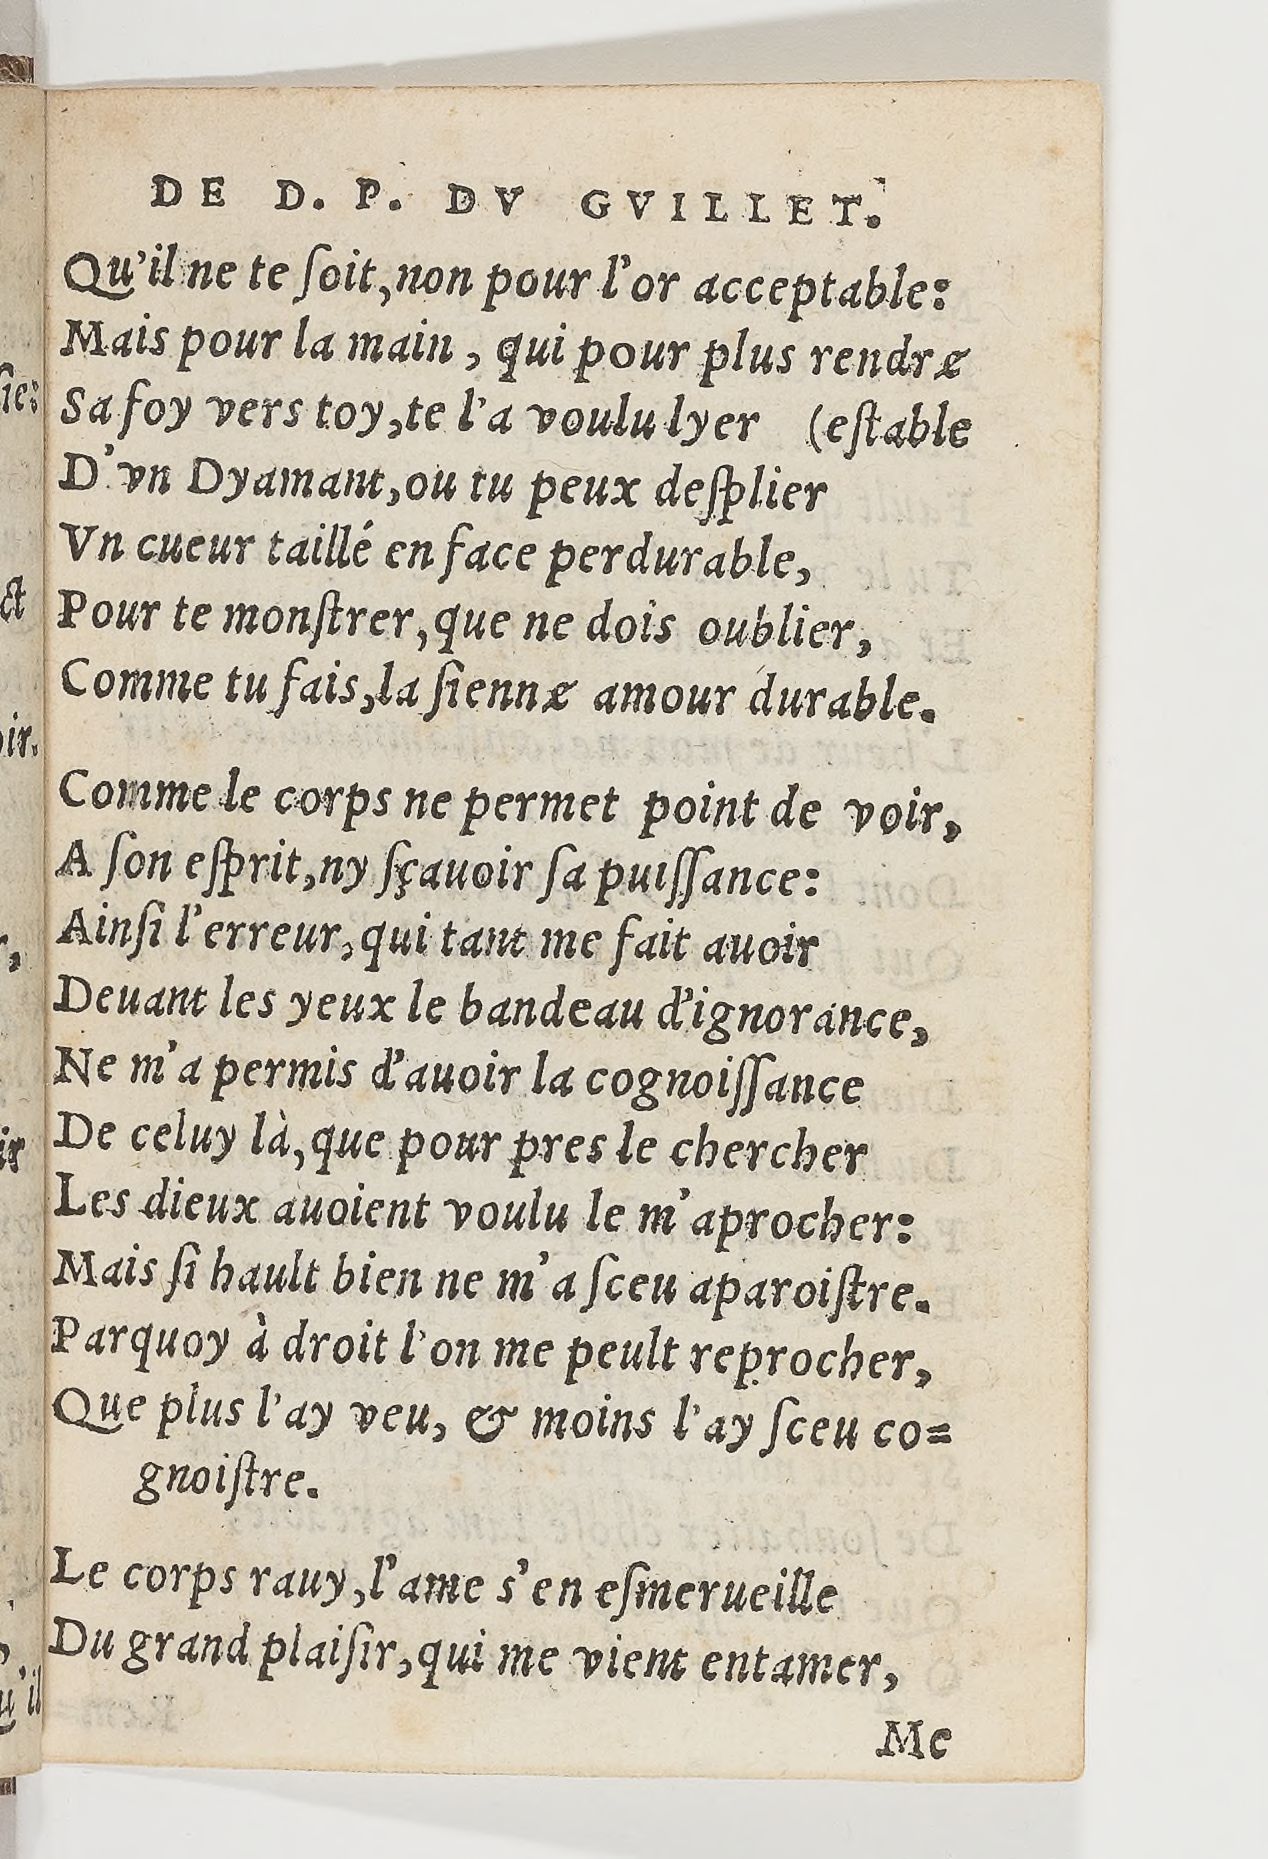 DE D. P. DV GVILLET.
Qu'il ne te ſoit, non pour l'or acceptable:
Mais pour la main, qui pour plus rendre
Sa foy vers toy, te l'a voulu lyer (eſtable
D'vn Dyamant, ou tu peux deſplier
Vn cueur taillé en face perdurable,
Pour te monſtrer, que ne dois oublier,
Comme tu fais, la ſienne amour durable.
Comme le corps ne permet point de voir,
A ſon eſprit, ny ſçauoir ſa puiſſance:
Ainſi l'erreur, qui tant me fait auoir
Deuant les yeux le bandeau d'ignorance,
Ne m'a permis d'auoir la cognoiſſance
De celuy là, que pour pres le chercher
Les dieux auoient voulu le m'aprocher:
Mais ſi hault bien ne m'a ſceu aparoiſtre.
Parquoy à droit l'on me peult reprocher,
Que plus l'ay veu, & moins l'ay ſceu co=
gnoiſtre.
Le corps rauy, l'ame s'en eſmerueille
Du grand plaiſir, qui me vient entamer,
Me